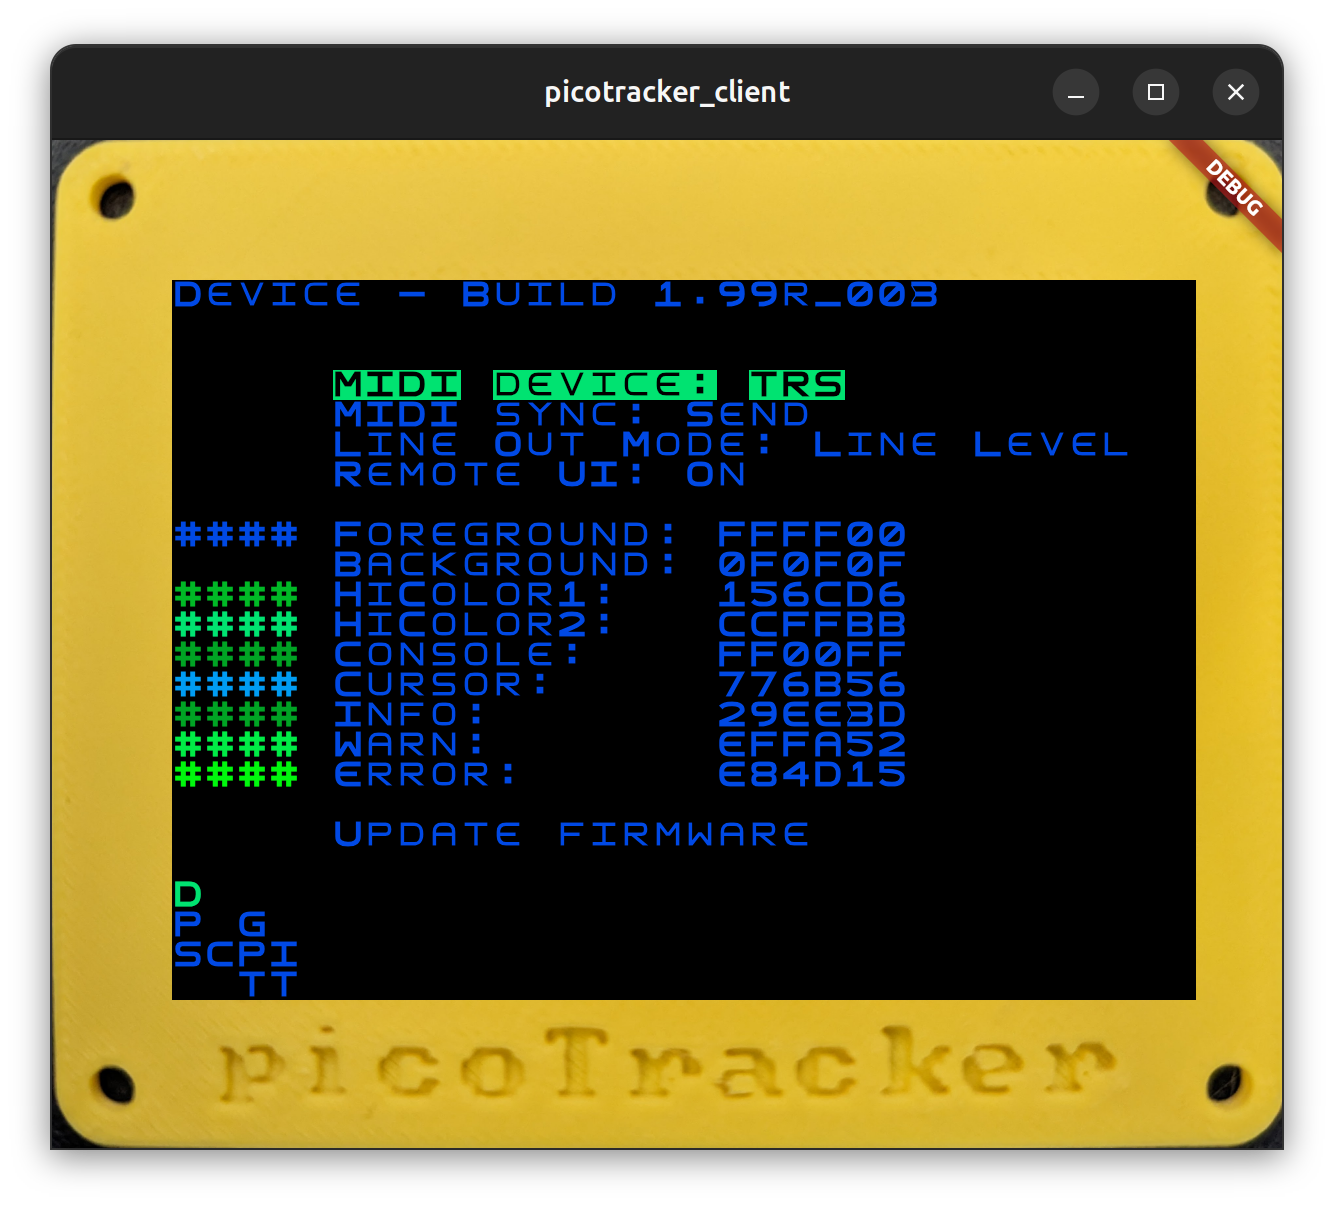 picotracker_client
DEBUG
Device - Build 1.99R_003
MIDI device: TRS
MIDI sync: Send
Line Out Mode: Line Level
Remote UI: On
#### Foreground: FFFF00
Background: 0F0F0F
#### HiColor1: 156CD6
#### HiColor2: CCFFBB
#### Console: FF00FF
#### Cursor: 776B56
#### Info: 29EE3D
#### Warn: EFFA52
#### Error: E84D15
Update firmware
D
P G
SCPI
TT
picoTracker